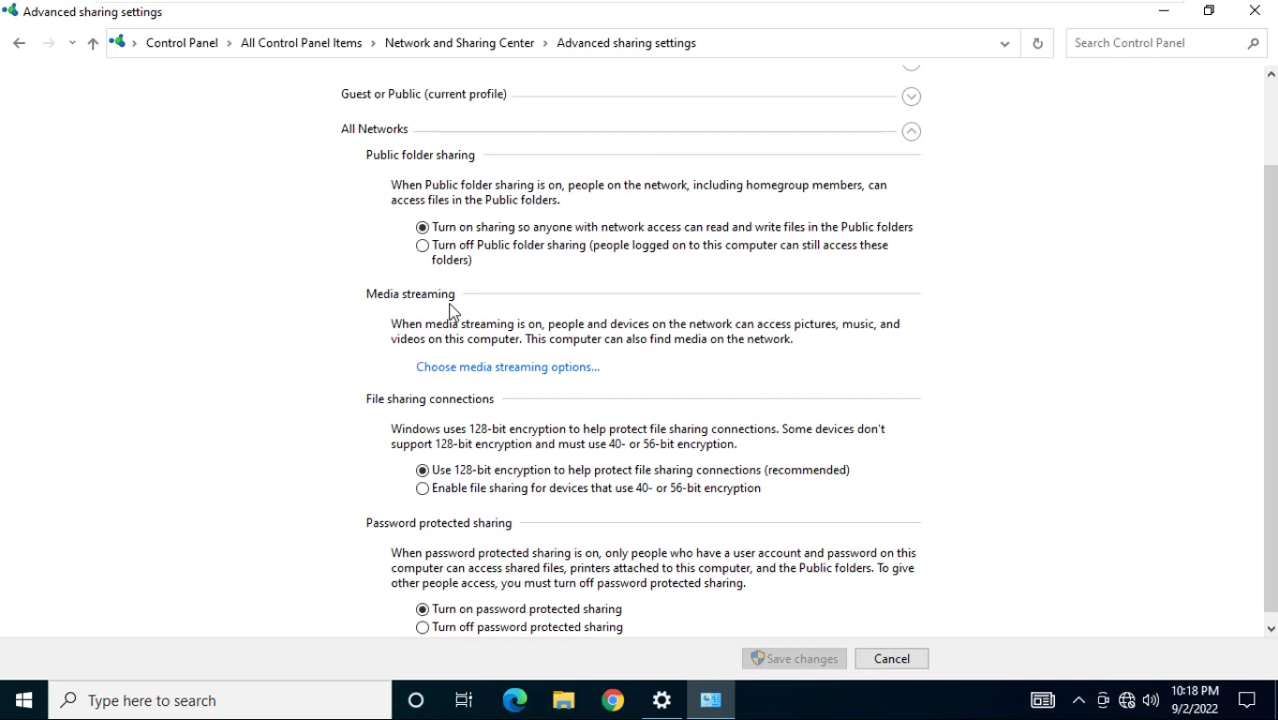 Advanced sharing settings
Control Panel > All Control Panel Items > Network and Sharing Center > Advanced sharing settings
Search Control Panel
Guest or Public (current profile)
All Networks
Public folder sharing
When Public folder sharing is on, people on the network, including homegroup members, can
access files in the Public folders.
Turn on sharing so anyone with network access can read and write files in the Public folders
Turn off Public folder sharing (people logged on to this computer can still access these
folders)
Media streaming
When media streaming is on, people and devices on the network can access pictures, music, and
videos on this computer. This computer can also find media on the network.
Choose media streaming options...
File sharing connections
Windows uses 128-bit encryption to help protect file sharing connections. Some devices don't
support 128-bit encryption and must use 40- or 56-bit encryption.
Use 128-bit encryption to help protect file sharing connections (recommended)
Enable file sharing for devices that use 40- or 56-bit encryption
Password protected sharing
When password protected sharing is on, only people who have a user account and password on this
computer can access shared files, printers attached to this computer, and the Public folders. To give
other people access, you must turn off password protected sharing.
Turn on password protected sharing
Turn off password protected sharing
Save changes
Cancel
Type here to search
10:18 PM
9/2/2022